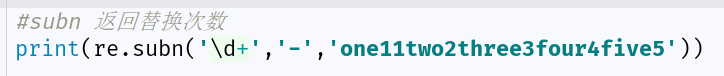 #subn 返回替换次数
print(re.subn('\d+','-','one11two2three3four4five5'))